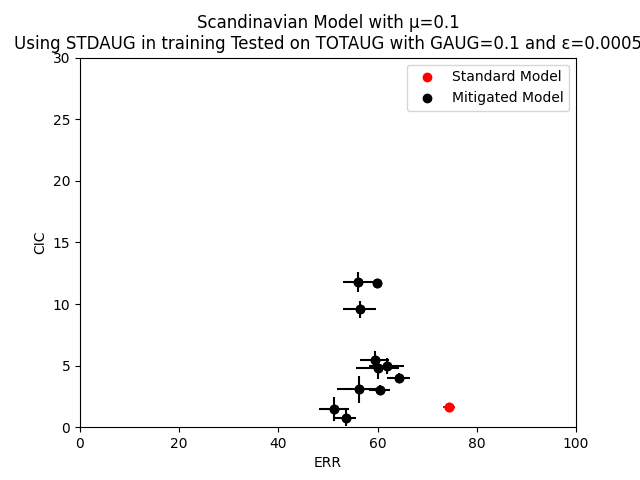 Scandinavian Model with μ=0.1
Using STDAUG in training Tested on TOTAUG with GAUG=0.1 and ε=0.0005
Standard Model
Mitigated Model
30
25
20
15
10
5
0
CIC
0 20 40 60 80 100
ERR